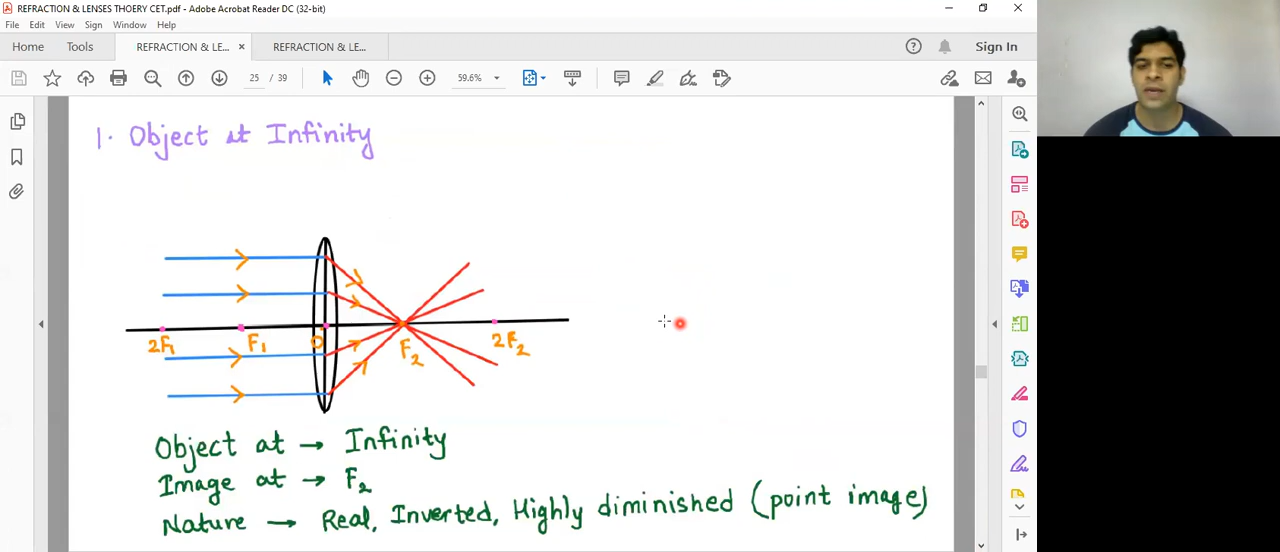 REFRACTION & LENSES THOERY CET.pdf - Adobe Acrobat Reader DC (32-bit)
File Edit View Sign Window Help
Home Tools REFRACTION & LE... × REFRACTION & LE... Sign In
25 / 39 59.6%
1. Object at Infinity
2F1 F1 O F2 2F2
Object at → Infinity
Image at → F2
Nature → Real, Inverted, Highly diminished (point image)